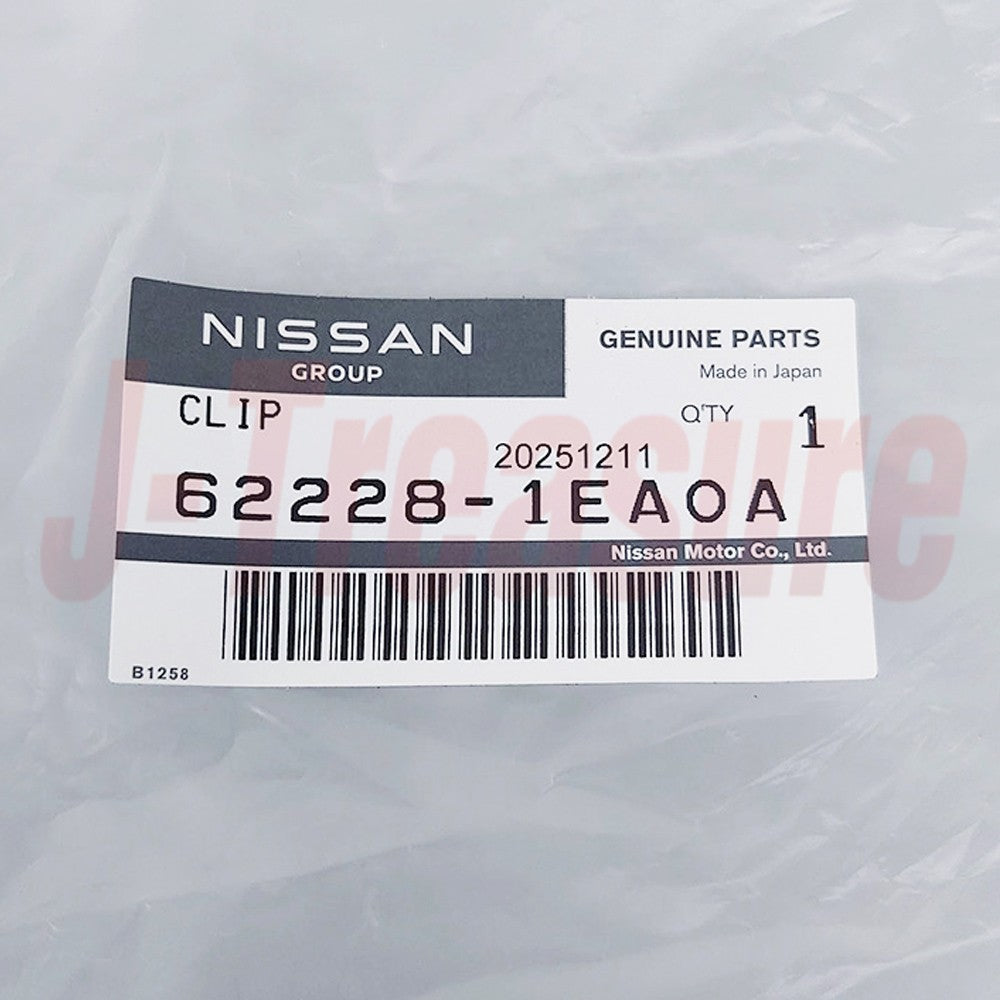 NISSAN
GROUP
GENUINE PARTS
Made in Japan
CLIP
Q'TY 1
20251211
62228-1EA0A
Nissan Motor Co., Ltd.
B1258
J-Treasure